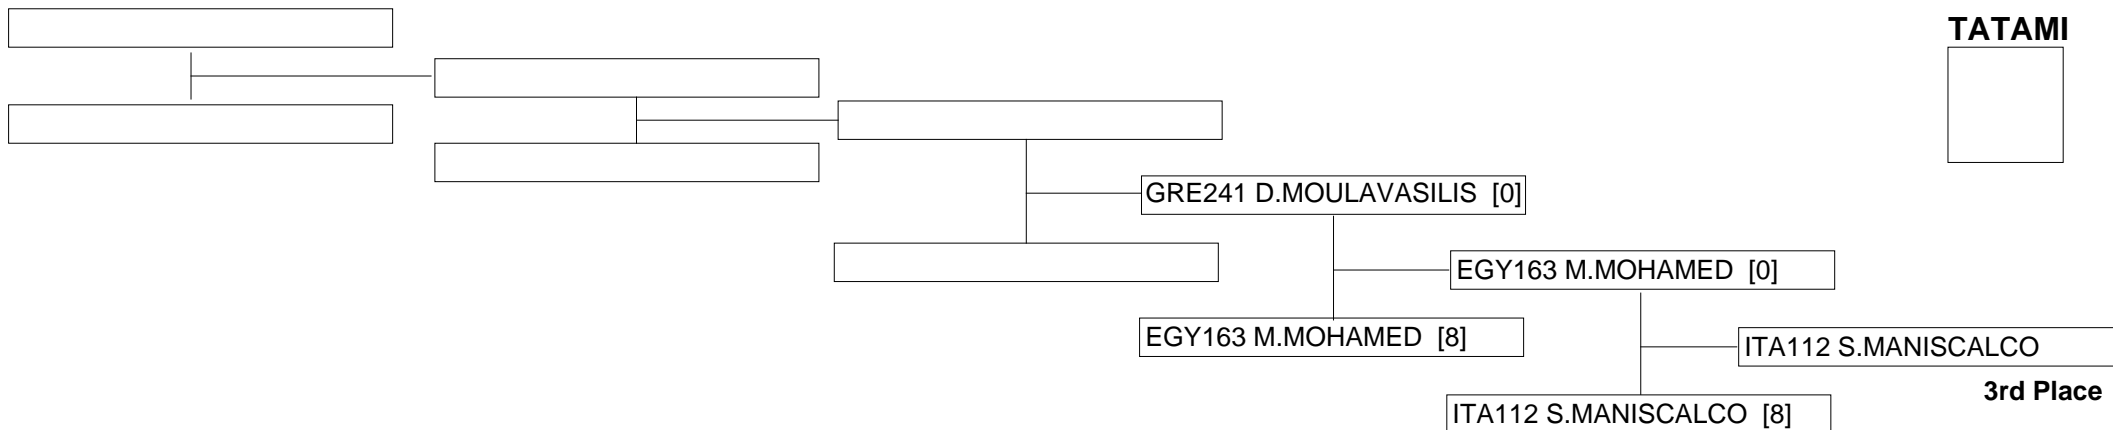 TATAMI
GRE241 D.MOULAVASILIS [0]
EGY163 M.MOHAMED [0]
EGY163 M.MOHAMED [8]
ITA112 S.MANISCALCO
3rd Place
ITA112 S.MANISCALCO [8]